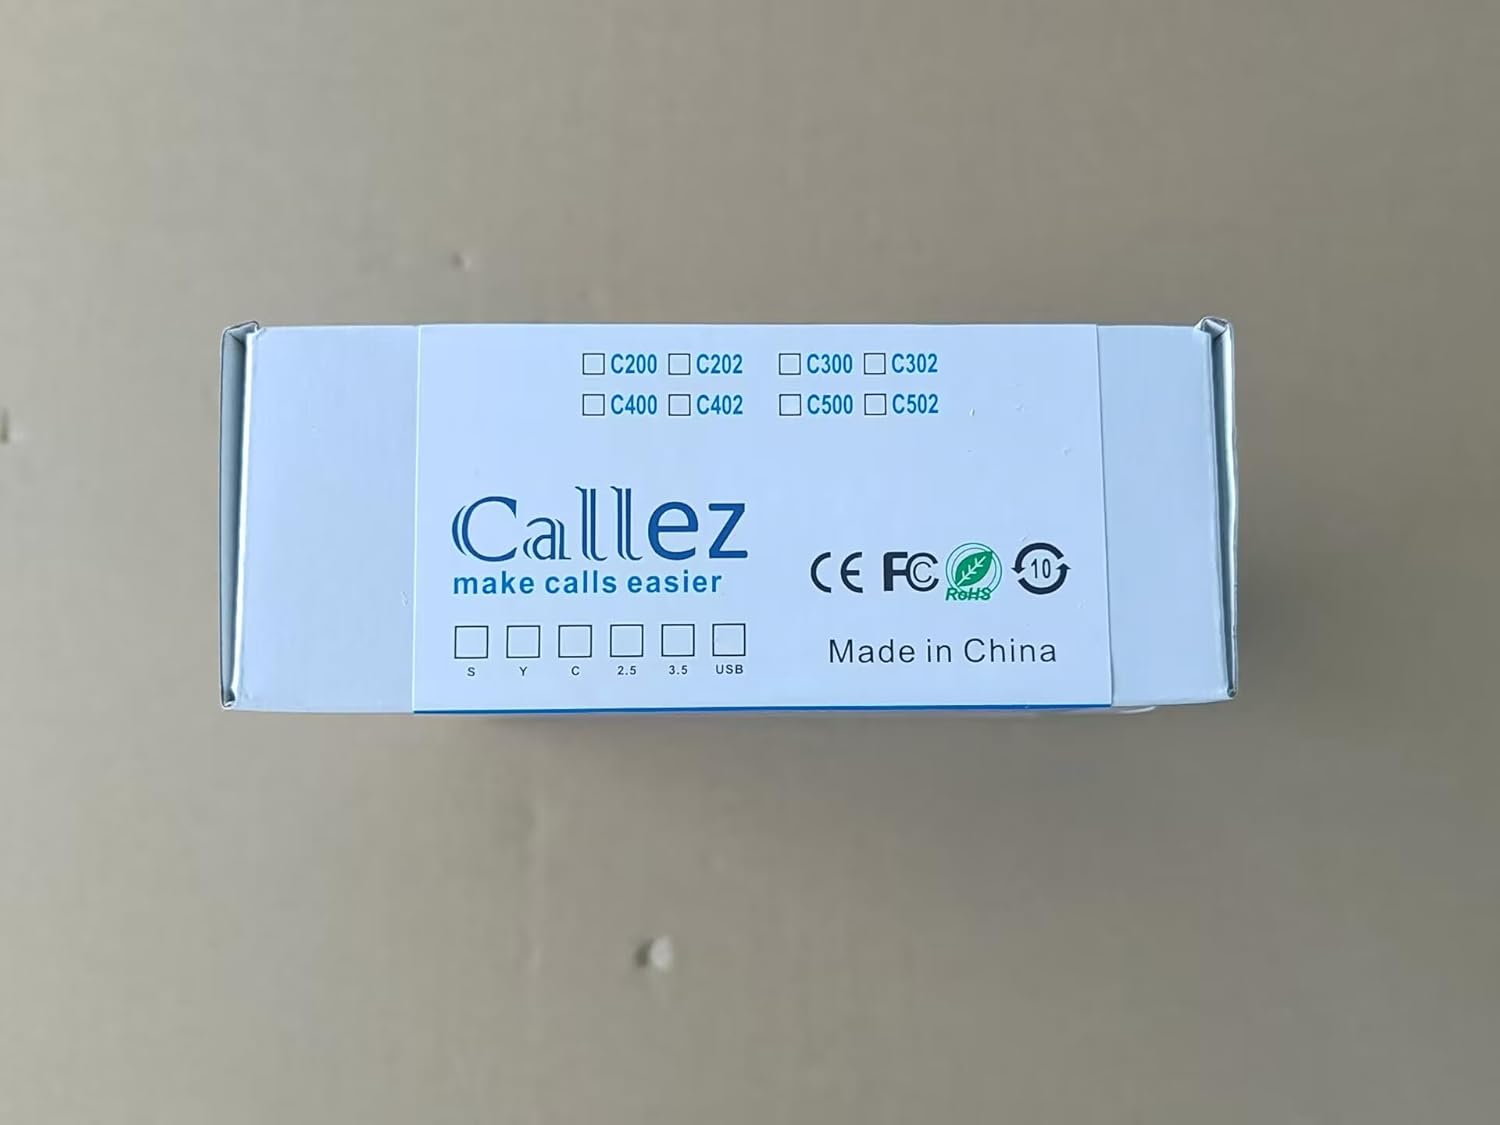 C200 C202 C300 C302
C400 C402 C500 C502
Callez
make calls easier
CE FC RoHS 10
S Y C 2.5 3.5 USB
Made in China